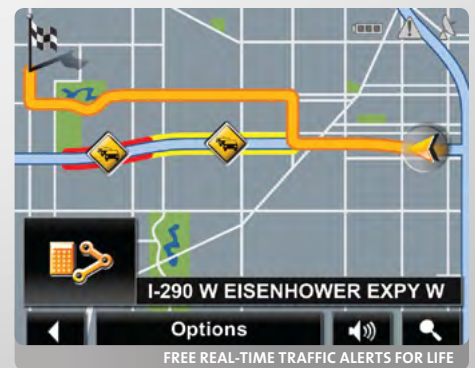 I-290 W EISENHOWER EXPY W
Options
FREE REAL-TIME TRAFFIC ALERTS FOR LIFE